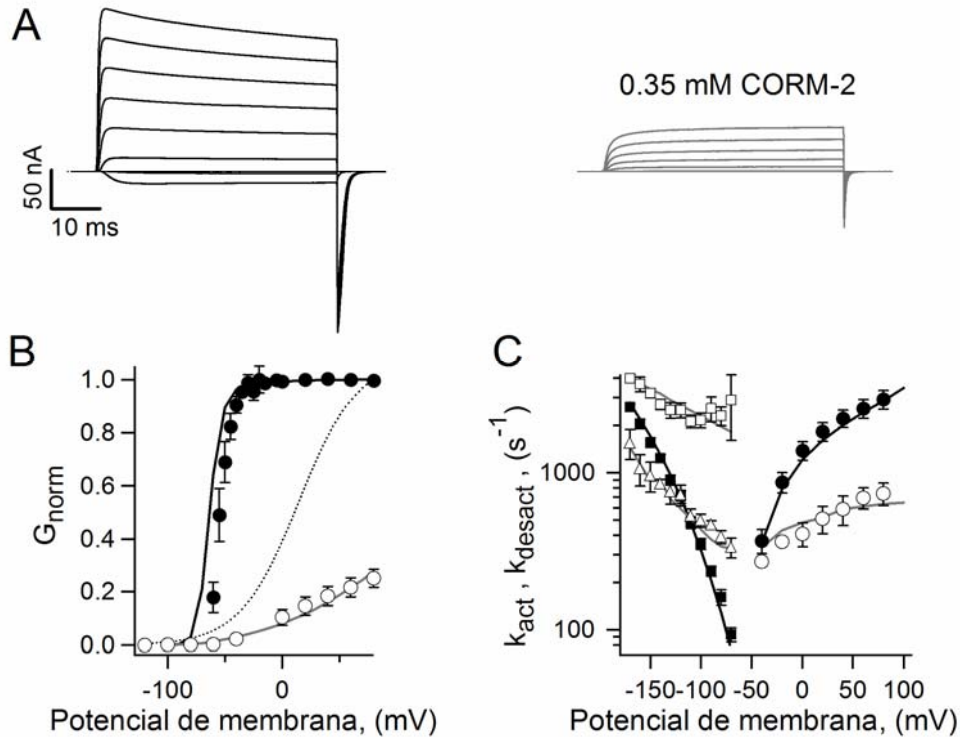 A
0.35 mM CORM-2
50 nA
10 ms
B
C
1.0
0.8
0.6
0.4
0.2
0.0
Gnorm
-100
0
Potencial de membrana, (mV)
kact , kdesact , (s-1)
1000
100
-150
-100
-50
0
50
100
Potencial de membrana, (mV)